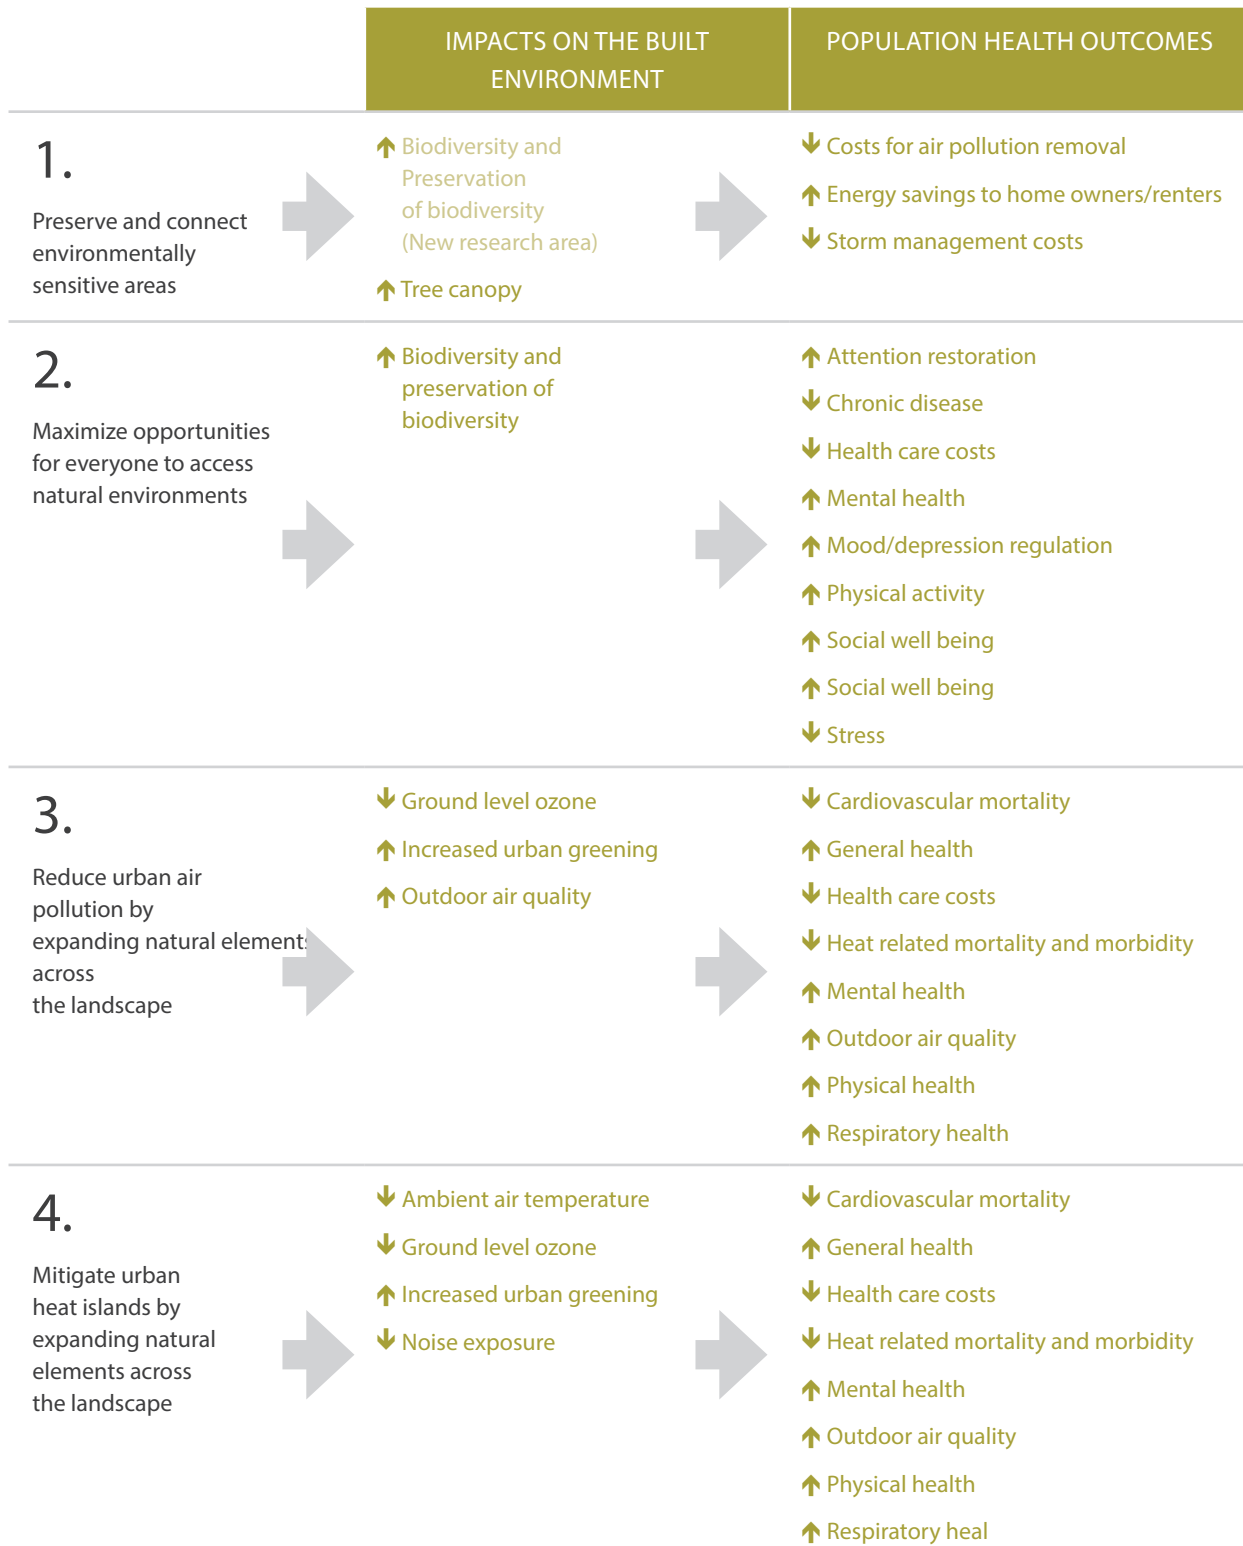 IMPACTS ON THE BUILT
ENVIRONMENT
POPULATION HEALTH OUTCOMES
1.
Preserve and connect
environmentally
sensitive areas
Biodiversity and
Preservation
of biodiversity
(New research area)
Tree canopy
Costs for air pollution removal
Energy savings to home owners/renters
Storm management costs
2.
Maximize opportunities
for everyone to access
natural environments
Biodiversity and
preservation of
biodiversity
Attention restoration
Chronic disease
Health care costs
Mental health
Mood/depression regulation
Physical activity
Social well being
Social well being
Stress
3.
Reduce urban air
pollution by
expanding natural elements
across
the landscape
Ground level ozone
Increased urban greening
Outdoor air quality
Cardiovascular mortality
General health
Health care costs
Heat related mortality and morbidity
Mental health
Outdoor air quality
Physical health
Respiratory health
4.
Mitigate urban
heat islands by
expanding natural
elements across
the landscape
Ambient air temperature
Ground level ozone
Increased urban greening
Noise exposure
Cardiovascular mortality
General health
Health care costs
Heat related mortality and morbidity
Mental health
Outdoor air quality
Physical health
Respiratory heal